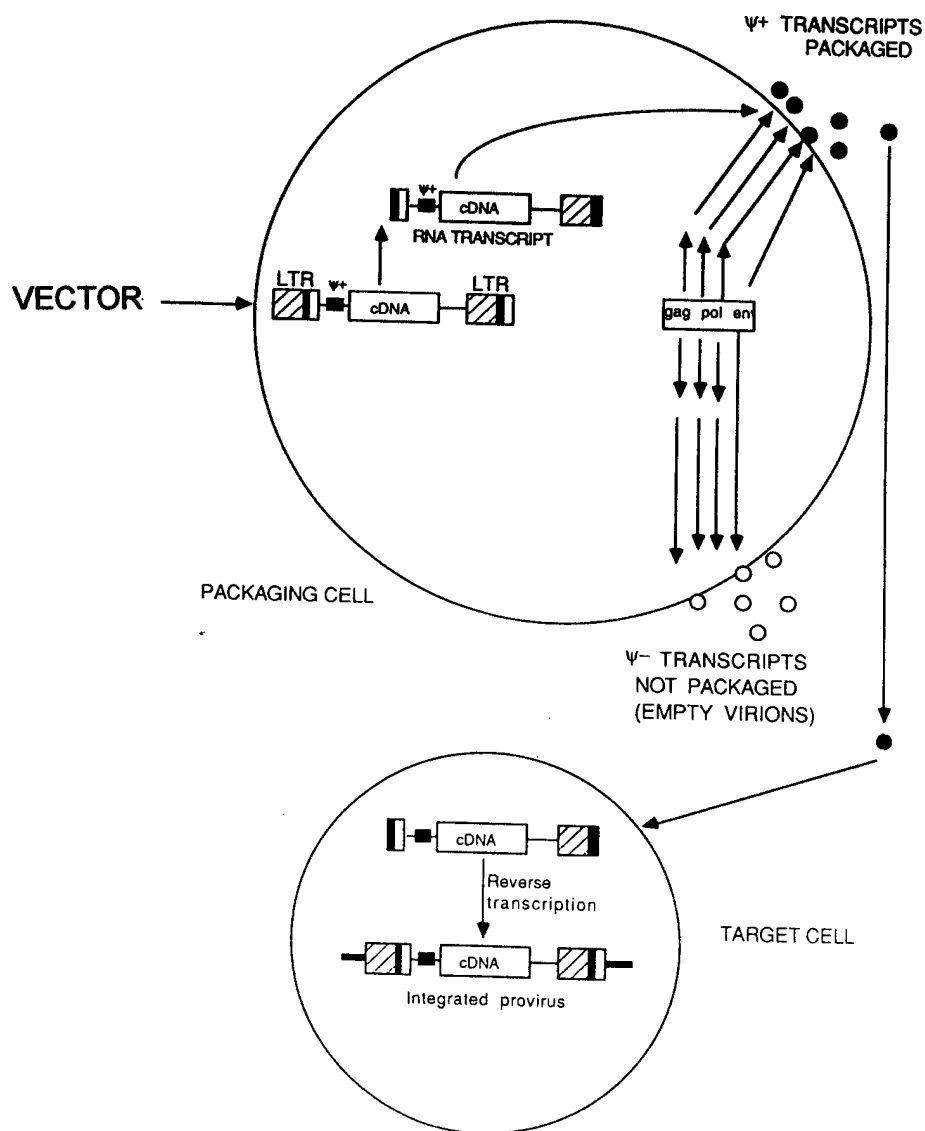 Ψ+ TRANSCRIPTS
PACKAGED
Ψ+
cDNA
RNA TRANSCRIPT
LTR
Ψ+
LTR
VECTOR
cDNA
gag pol env
PACKAGING CELL
Ψ− TRANSCRIPTS
NOT PACKAGED
(EMPTY VIRIONS)
cDNA
Reverse
transcription
TARGET CELL
cDNA
Integrated provirus